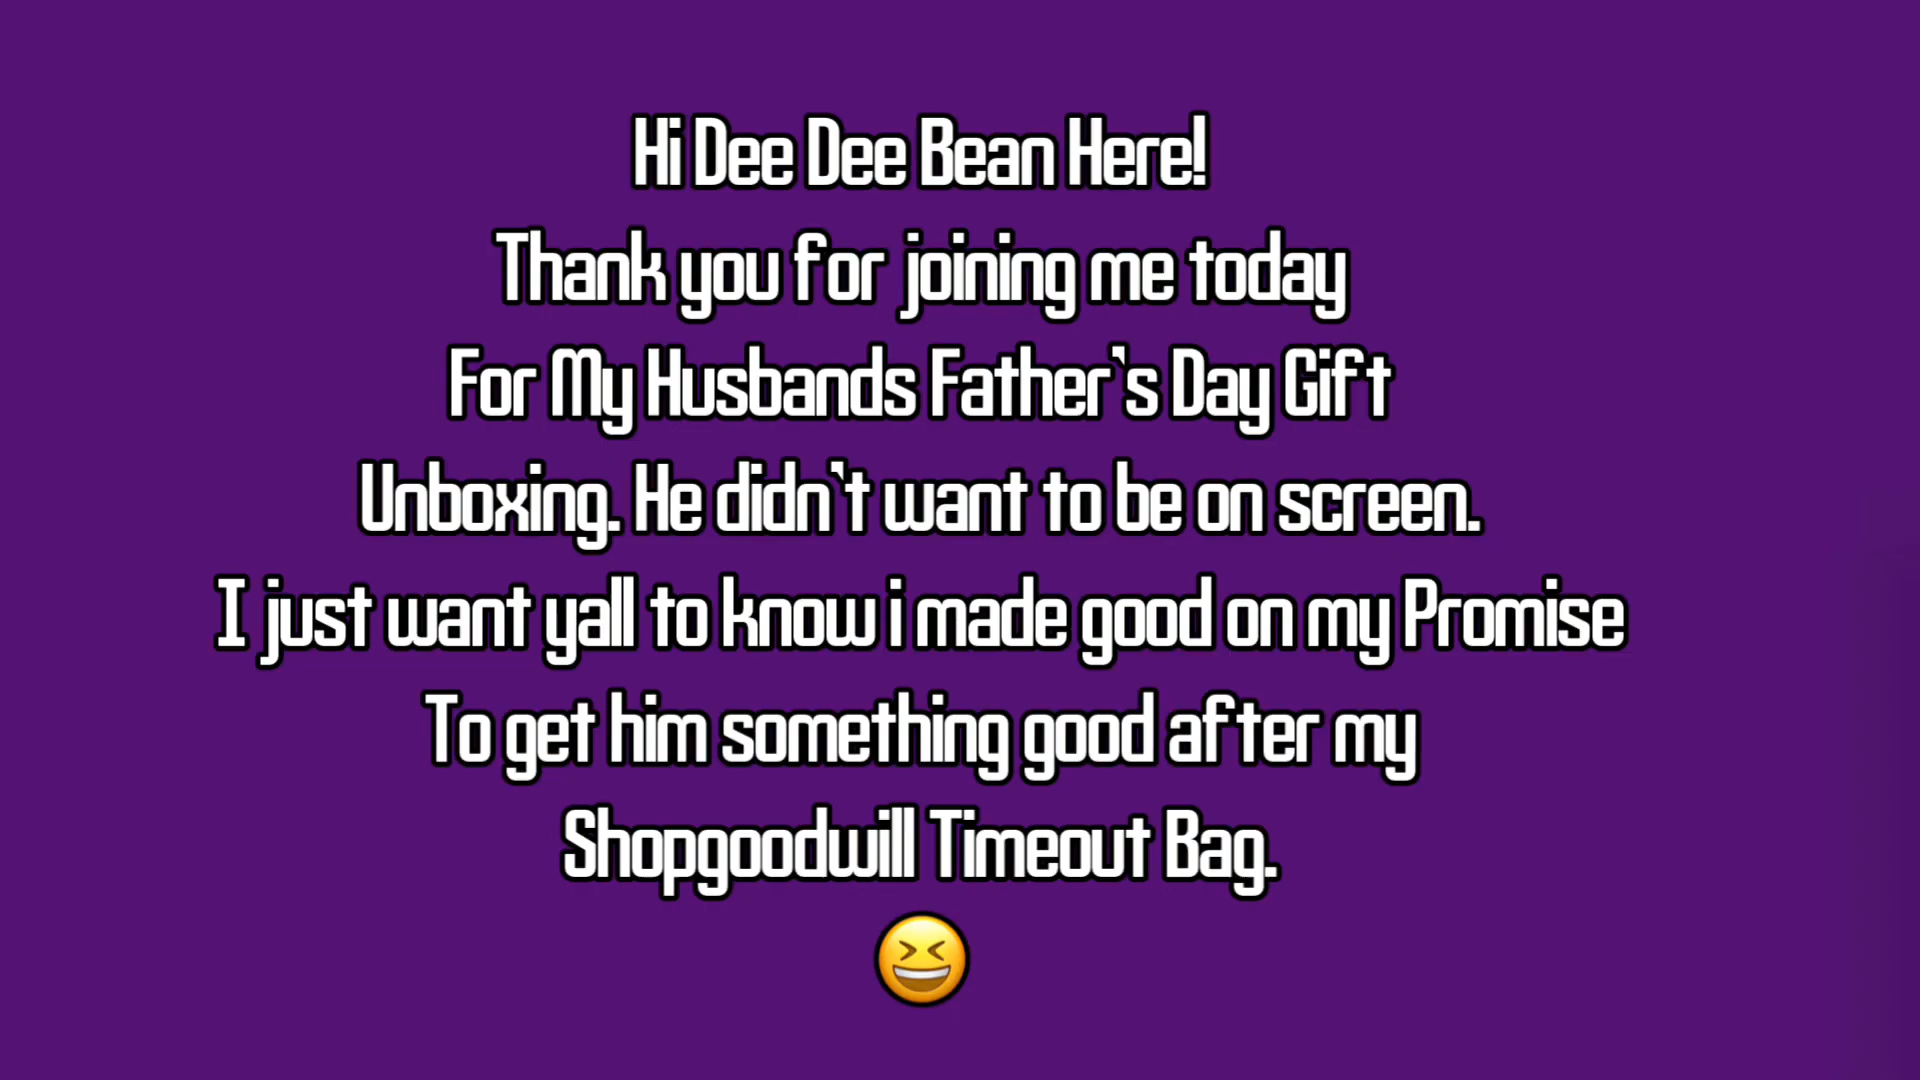 Hi Dee Dee Bean Here!
Thank you for joining me today
For My Husbands Father's Day Gift
Unboxing. He didn't want to be on screen.
I just want yall to know i made good on my Promise
To get him something good after my
Shopgoodwill Timeout Bag.
😆